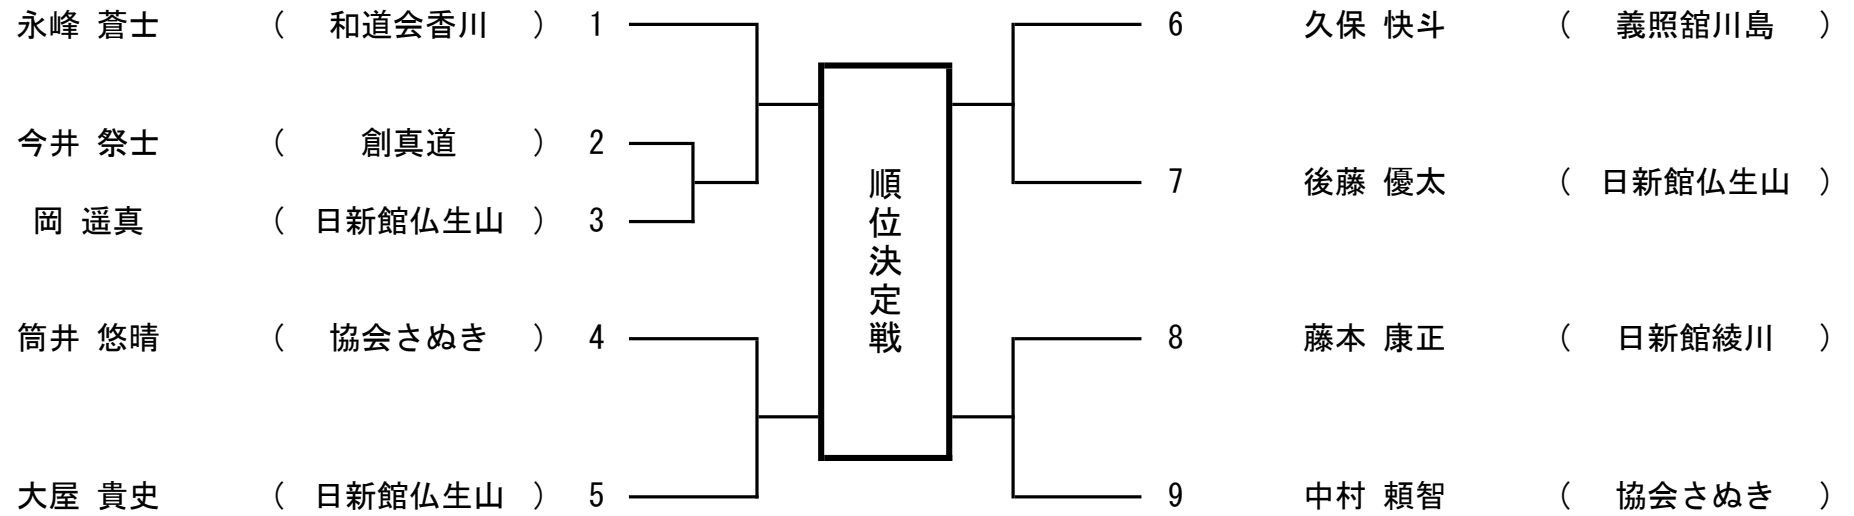 永峰 蒼士 ( 和道会香川 ) 1
今井 祭士 ( 創真道 ) 2
岡 遥真 ( 日新館仏生山 ) 3
筒井 悠晴 ( 協会さぬき ) 4
大屋 貴史 ( 日新館仏生山 ) 5
順位決定戦
6 久保 快斗 ( 義照舘川島 )
7 後藤 優太 ( 日新館仏生山 )
8 藤本 康正 ( 日新館綾川 )
9 中村 頼智 ( 協会さぬき )